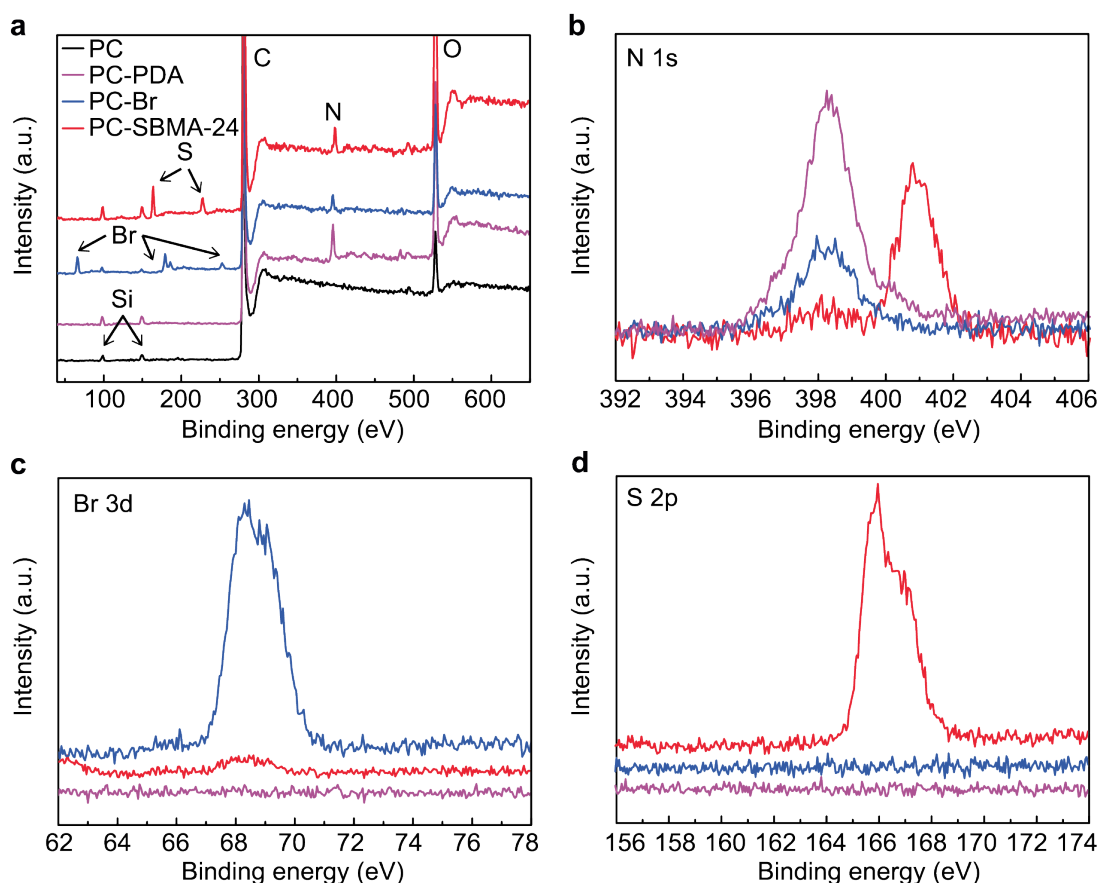 a
PC
PC-PDA
PC-Br
PC-SBMA-24
C
O
N
S
Br
Si
Intensity (a.u.)
100 200 300 400 500 600
Binding energy (eV)
b
N 1s
Intensity (a.u.)
392 394 396 398 400 402 404 406
Binding energy (eV)
c
Br 3d
Intensity (a.u.)
62 64 66 68 70 72 74 76 78
Binding energy (eV)
d
S 2p
Intensity (a.u.)
156 158 160 162 164 166 168 170 172 174
Binding energy (eV)